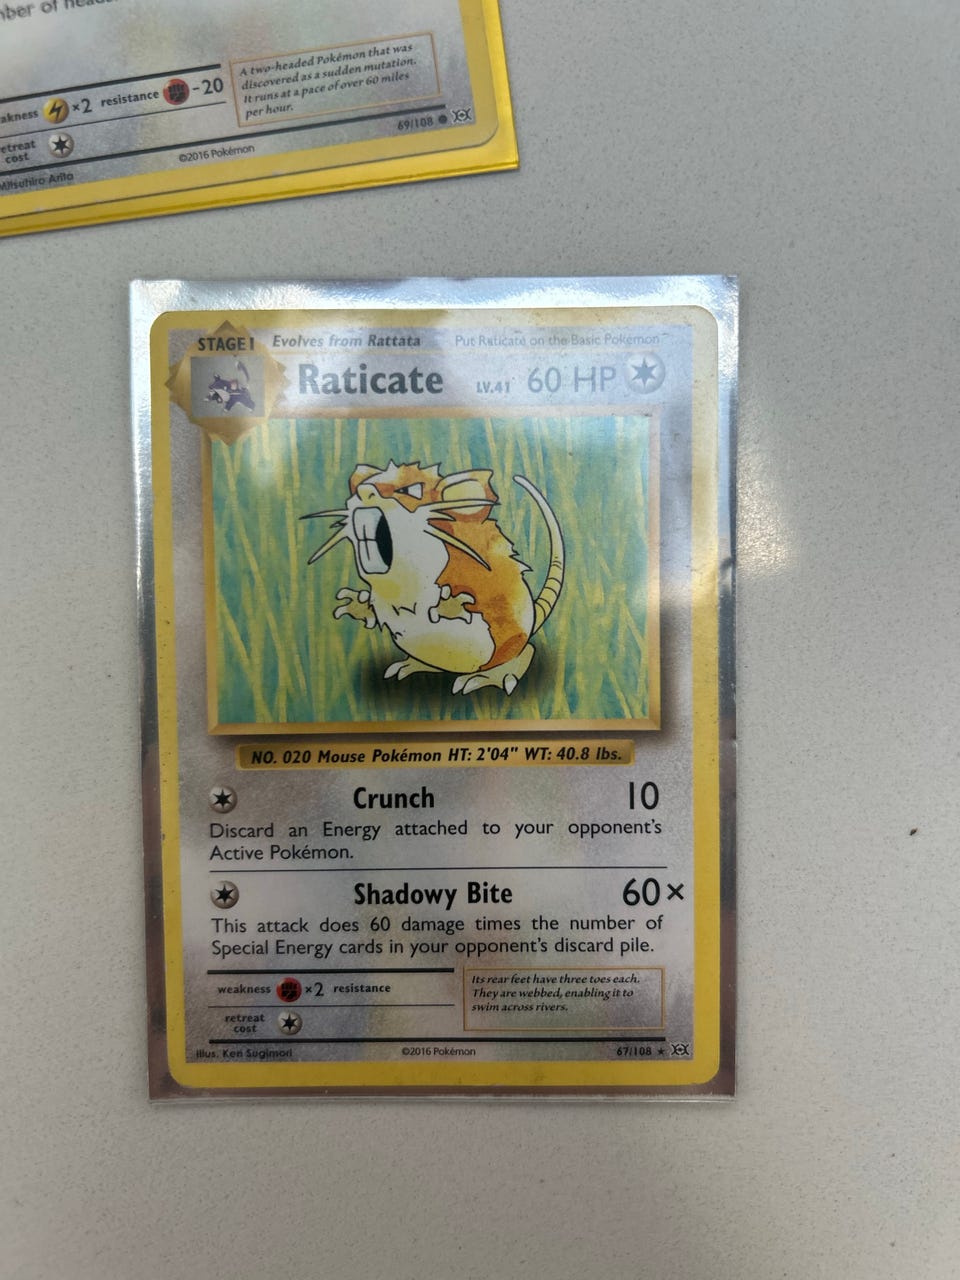 A two-headed Pokémon that was
discovered as a sudden mutation.
It runs at a pace of over 60 miles
per hour.
×2 resistance -20
69/108
cost
©2016 Pokémon
Mitsuhiro Arita
STAGE 1 Evolves from Rattata Put Raticate on the Basic Pokémon
Raticate LV.41 60 HP
NO. 020 Mouse Pokémon HT: 2'04" WT: 40.8 lbs.
Crunch 10
Discard an Energy attached to your opponent's
Active Pokémon.
Shadowy Bite 60×
This attack does 60 damage times the number of
Special Energy cards in your opponent's discard pile.
weakness ×2 resistance
retreat
cost
Its rear feet have three toes each.
They are webbed, enabling it to
swim across rivers.
Illus. Ken Sugimori ©2016 Pokémon 67/108 ★